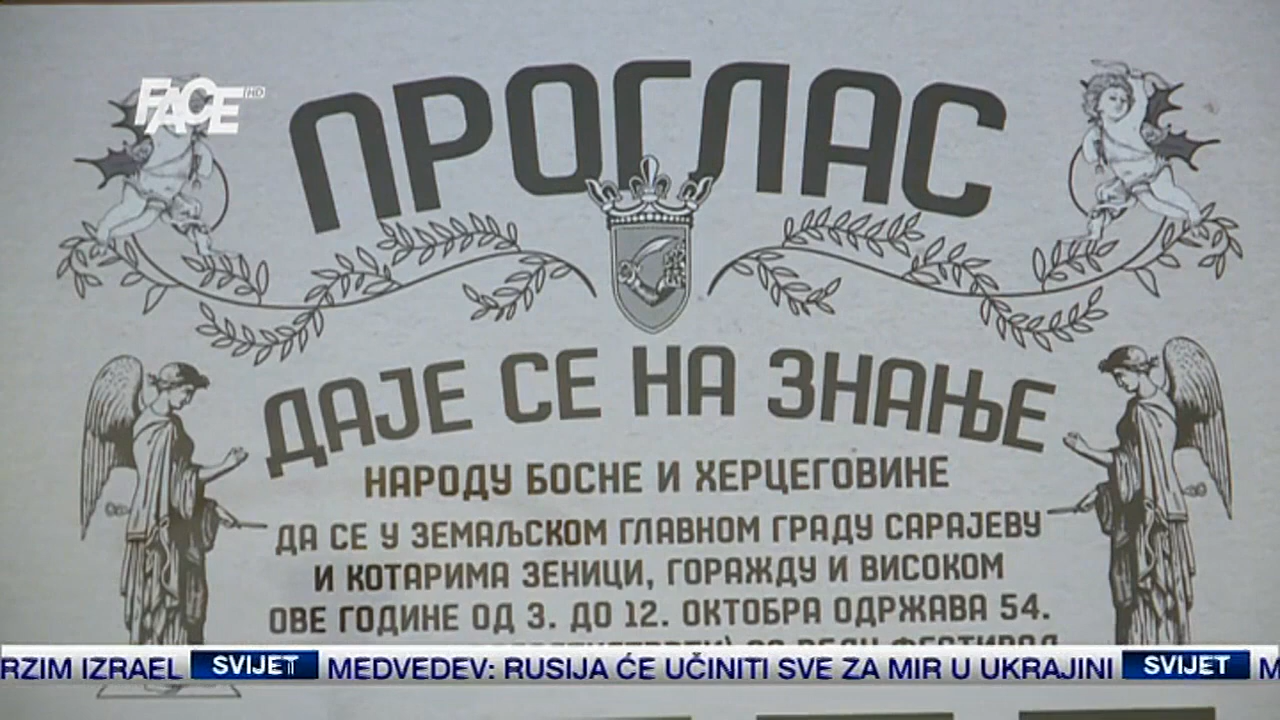 FACE HD
ПРОГЛАС
ДАЈЕ СЕ НА ЗНАЊЕ
НАРОДУ БОСНЕ И ХЕРЦЕГОВИНЕ
ДА СЕ У ЗЕМАЉСКОМ ГЛАВНОМ ГРАДУ САРАЈЕВУ
И КОТАРИМА ЗЕНИЦИ, ГОРАЖДУ И ВИСОКОМ
ОВЕ ГОДИНЕ ОД 3. ДО 12. ОКТОБРА ОДРЖАВА 54.
RZIM IZRAEL SVIJET MEDVEDEV: RUSIJA ĆE UČINITI SVE ZA MIR U UKRAJINI SVIJET M